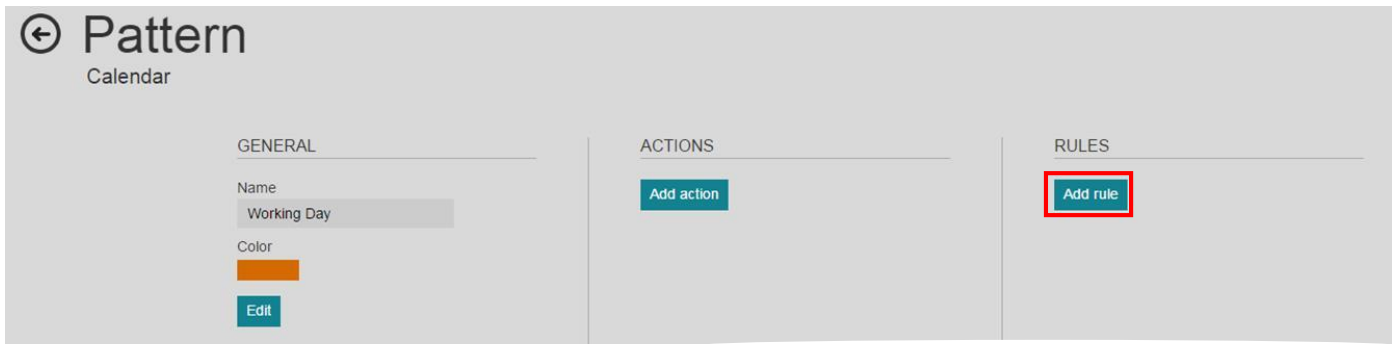 Pattern
Calendar
GENERAL
Name
Working Day
Color
Edit
ACTIONS
Add action
RULES
Add rule